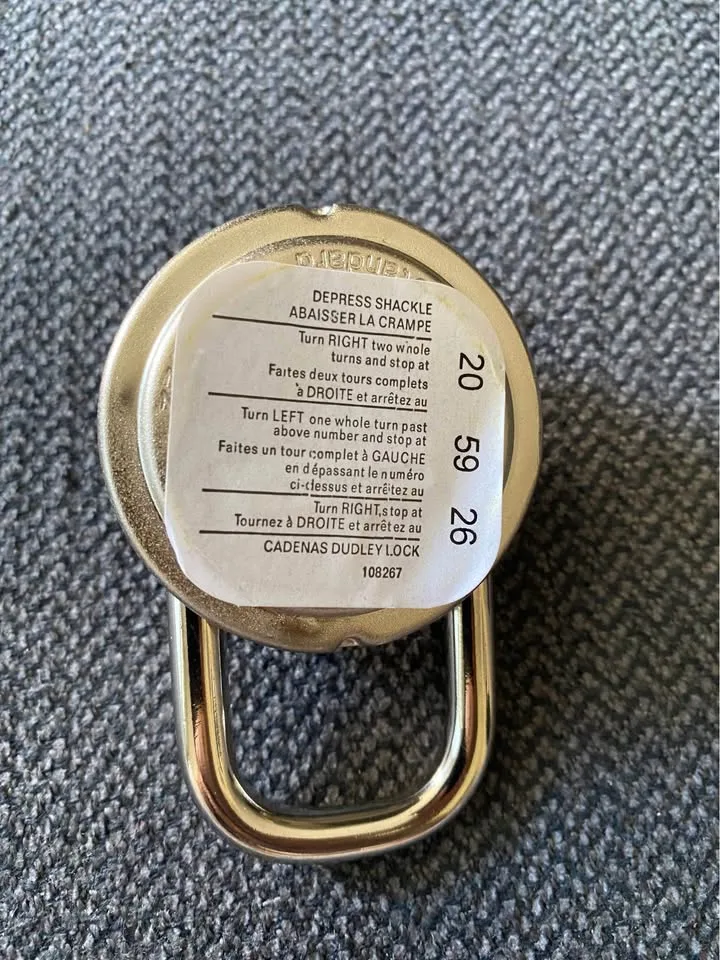 DEPRESS SHACKLE
ABAISSER LA CRAMPE
Turn RIGHT two whole
turns and stop at
20
Faites deux tours complets
à DROITE et arrêtez au
Turn LEFT one whole turn past
above number and stop at
59
Faites un tour complet à GAUCHE
en dépassant le numéro
ci-dessus et arrêtez au
Turn RIGHT,stop at
26
Tournez à DROITE et arrêtez au
CADENAS DUDLEY LOCK
108267